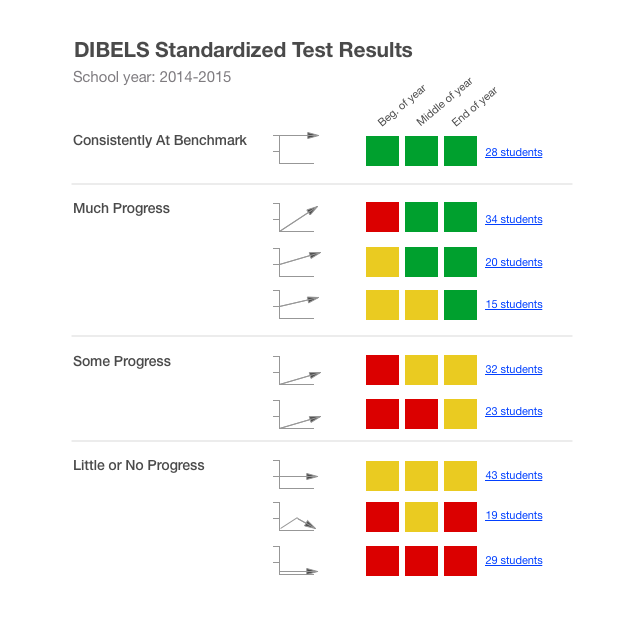 DIBELS Standardized Test Results
School year: 2014-2015
Beg. of year
Middle of year
End of year
Consistently At Benchmark
28 students
Much Progress
34 students
20 students
15 students
Some Progress
32 students
23 students
Little or No Progress
43 students
19 students
29 students